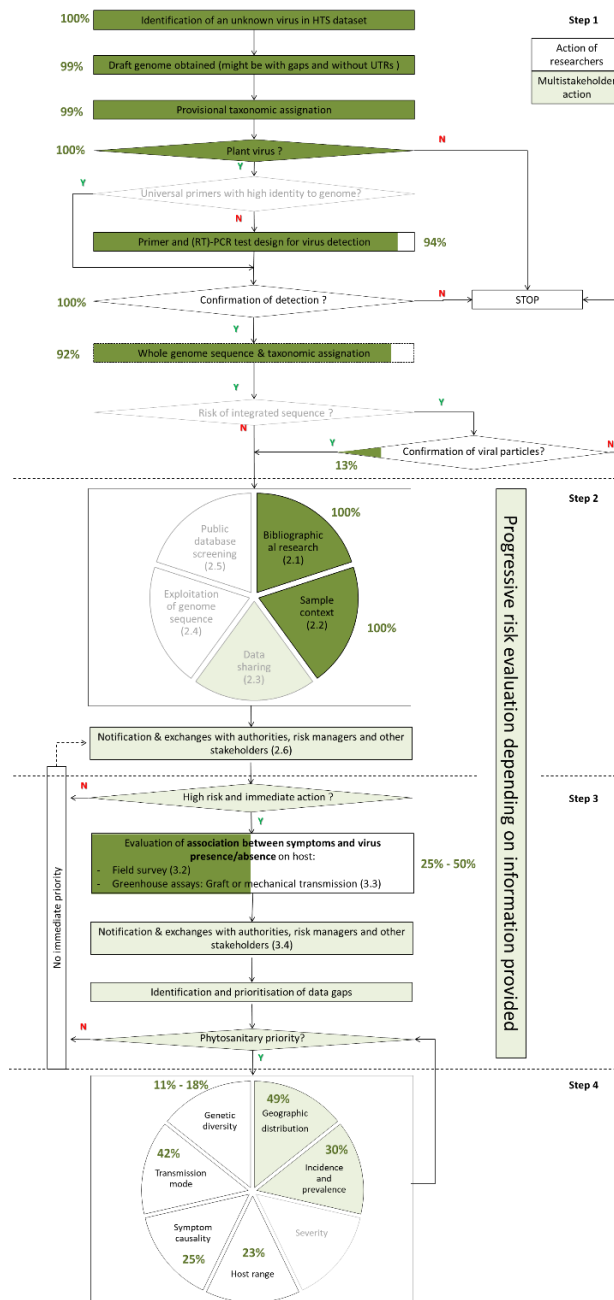 100%
Identification of an unknown virus in HTS dataset
Step 1
99%
Draft genome obtained (might be with gaps and without UTRs )
Action of
researchers
Multistakeholder
action
99%
Provisional taxonomic assignation
100%
Plant virus ?
N
Y
Y
Universal primers with high identity to genome?
N
Primer and (RT)-PCR test design for virus detection
94%
100%
Confirmation of detection ?
N
STOP
Y
92%
Whole genome sequence & taxonomic assignation
Y
Risk of integrated sequence ?
Y
N
Y
Confirmation of viral particles?
N
13%
Step 2
Public
database
screening
(2.5)
100%
Bibliographic
al research
(2.1)
Exploitation of
genome
sequence
(2.4)
Sample
context
(2.2)
100%
Data
sharing
(2.3)
Progressive risk evaluation depending on information provided
Notification & exchanges with authorities, risk managers and other
stakeholders (2.6)
Step 3
N
High risk and immediate action ?
Y
Evaluation of association between symptoms and virus
presence/absence on host:
- Field survey (3.2)
- Greenhouse assays: Graft or mechanical transmission (3.3)
25% - 50%
No immediate priority
Notification & exchanges with authorities, risk managers and other
stakeholders (3.4)
Identification and prioritisation of data gaps
N
Phytosanitary priority?
Y
Step 4
11% - 18%
Genetic
diversity
49%
Geographic
distribution
42%
Transmission
mode
30%
Incidence
and
prevalence
Symptom
causality
25%
23%
Host range
Severity